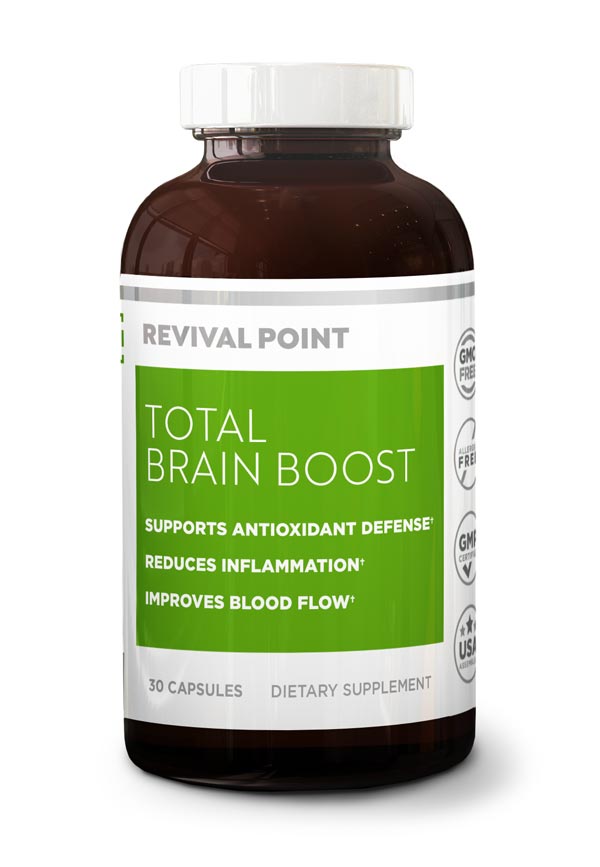 REVIVAL POINT
TOTAL
BRAIN BOOST
SUPPORTS ANTIOXIDANT DEFENSE†
REDUCES INFLAMMATION†
IMPROVES BLOOD FLOW†
30 CAPSULES DIETARY SUPPLEMENT
GMO
FREE
FREE
GMP
USA